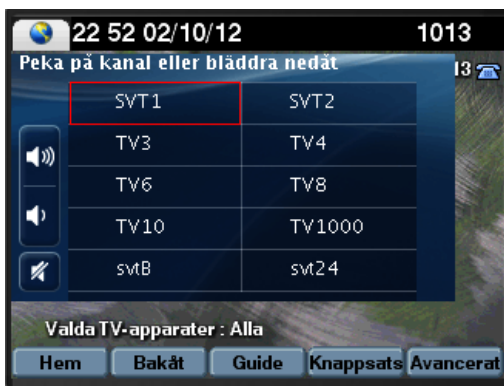 22 52 02/10/12 1013
Peka på kanal eller bläddra nedåt
13
SVT1 SVT2
TV3 TV4
TV6 TV8
TV10 TV1000
svtB svt24
Valda TV-apparater : Alla
Hem Bakåt Guide Knappsats Avancerat